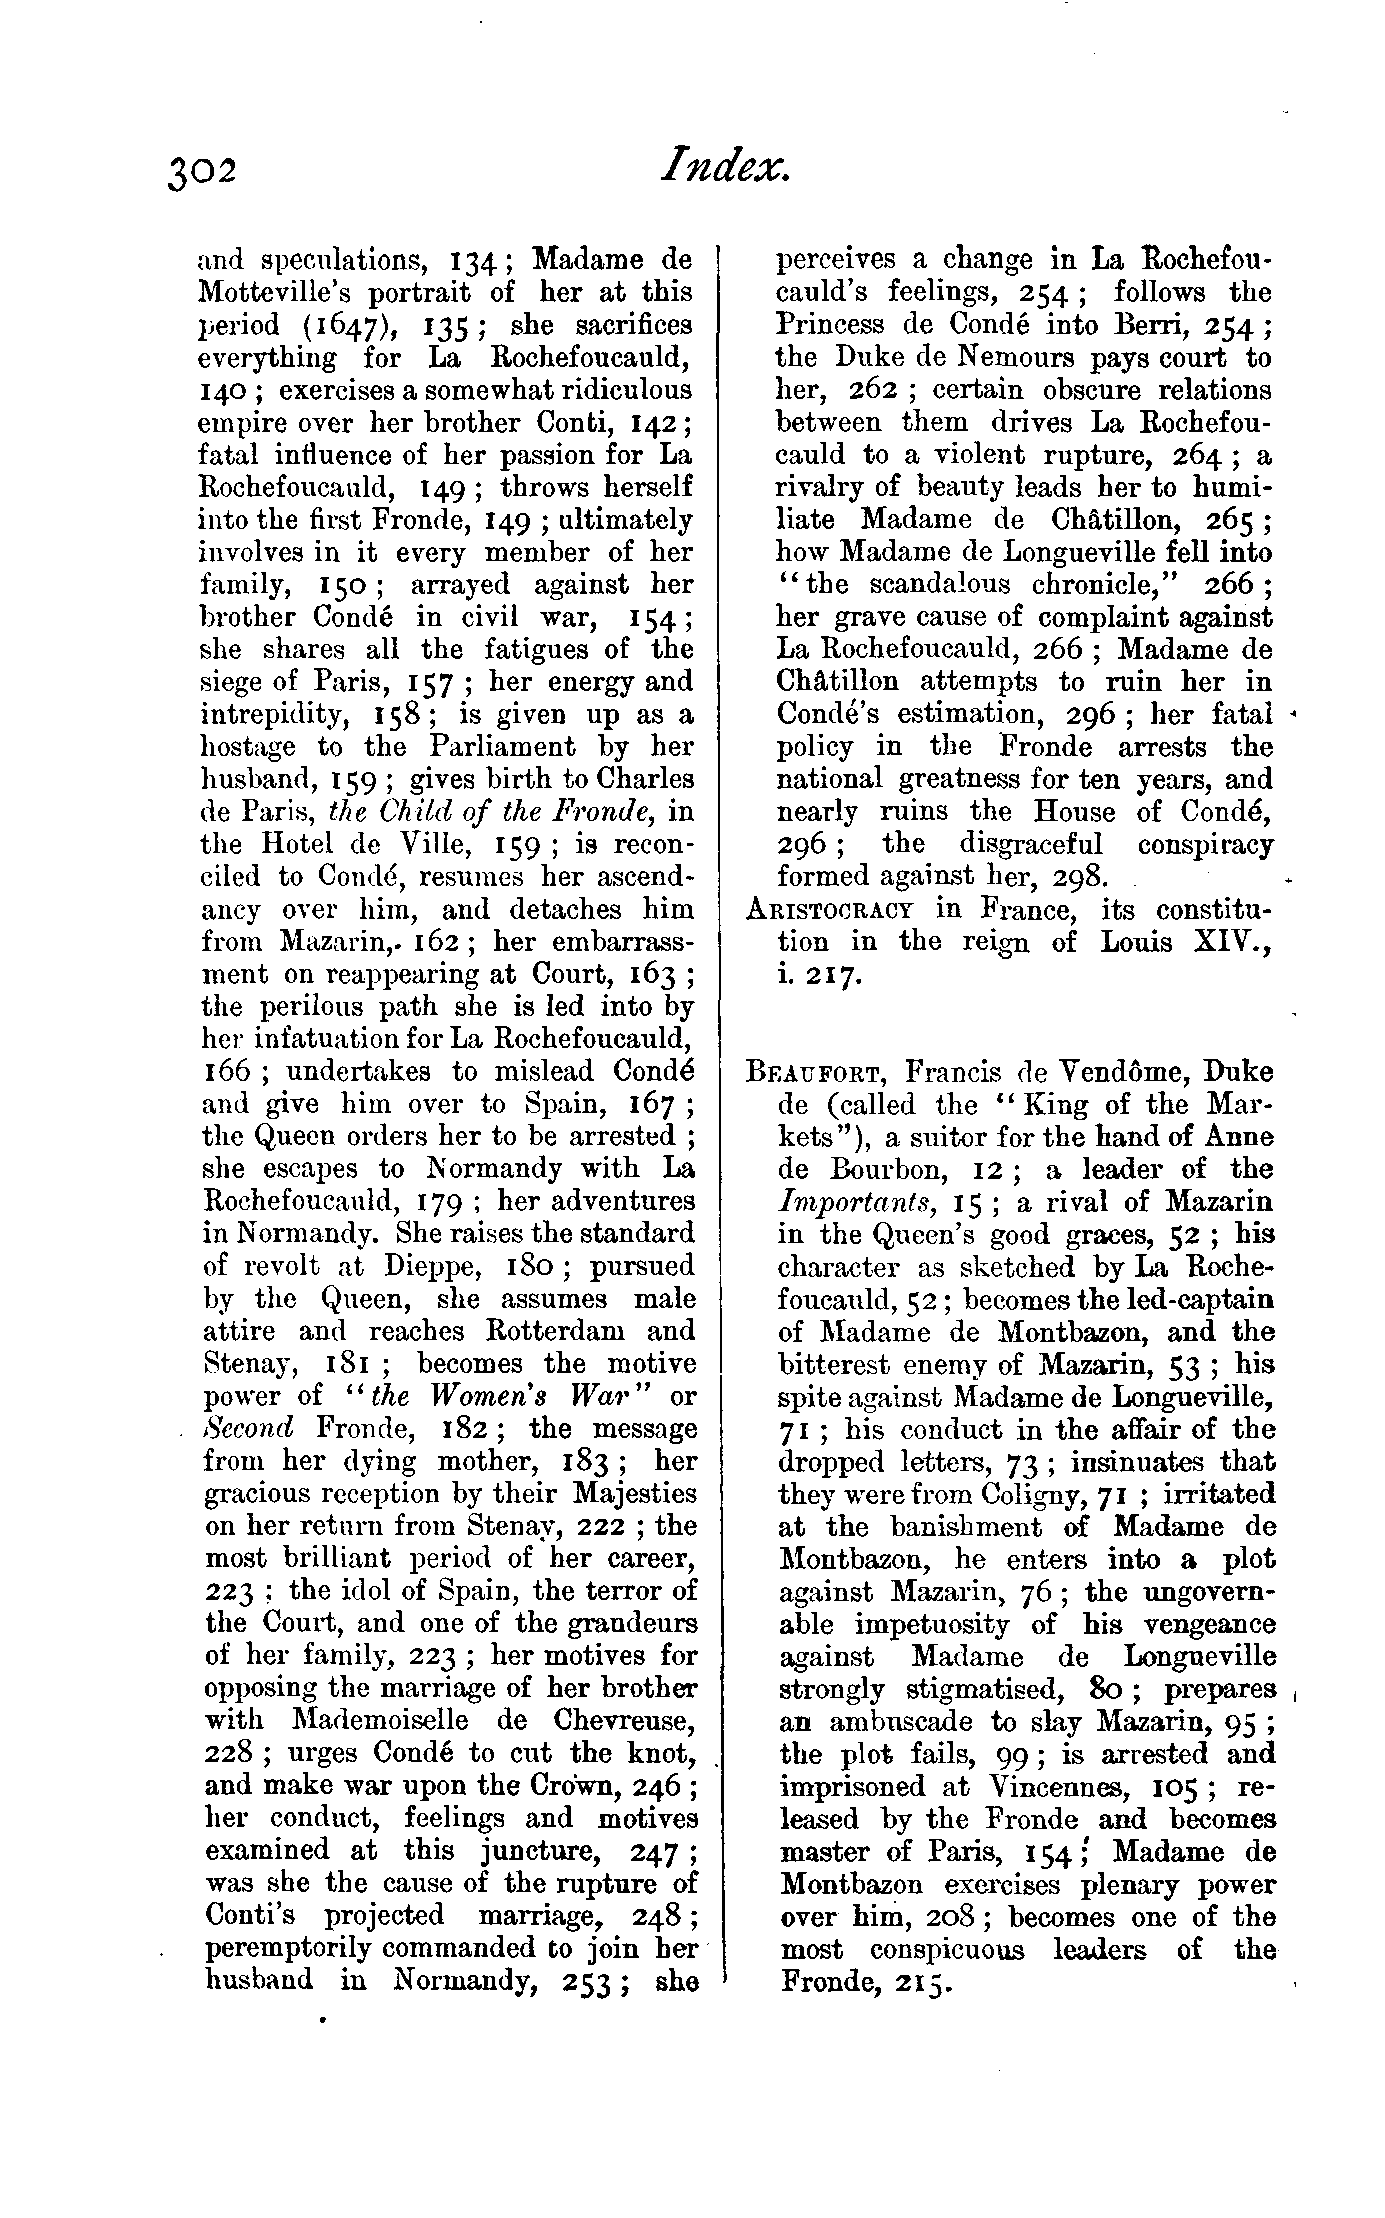 302
Index.
and speculations, 134; Madame de
Motteville's portrait of her at this
period (1647), 135; she sacrifices
everything for La Rochefoucauld,
140; exercises a somewhat ridiculous
empire over her brother Conti, 142;
fatal influence of her passion for La
Rochefoucauld, 149; throws herself
into the first Fronde, 149; ultimately
involves in it every member of her
family, 150; arrayed against her
brother Condé in civil war, 154;
she shares all the fatigues of the
siege of Paris, 157; her energy and
intrepidity, 158; is given up as a
hostage to the Parliament by her
husband, 159; gives birth to Charles
de Paris, the Child of the Fronde, in
the Hotel de Ville, 159; is recon-
ciled to Condé, resumes her ascend-
ancy over him, and detaches him
from Mazarin, 162; her embarrass-
ment on reappearing at Court, 163;
the perilous path she is led into by
her infatuation for La Rochefoucauld,
166; undertakes to mislead Condé
and give him over to Spain, 167;
the Queen orders her to be arrested;
she escapes to Normandy with La
Rochefoucauld, 179; her adventures
in Normandy. She raises the standard
of revolt at Dieppe, 180; pursued
by the Queen, she assumes male
attire and reaches Rotterdam and
Stenay, 181; becomes the motive
power of "the Women's War" or
Second Fronde, 182; the message
from her dying mother, 183; her
gracious reception by their Majesties
on her return from Stenay, 222; the
most brilliant period of her career,
223; the idol of Spain, the terror of
the Court, and one of the grandeurs
of her family, 223; her motives for
opposing the marriage of her brother
with Mademoiselle de Chevreuse,
228; urges Condé to cut the knot,
and make war upon the Crown, 246;
her conduct, feelings and motives
examined at this juncture, 247;
was she the cause of the rupture of
Conti's projected marriage, 248;
peremptorily commanded to join her
husband in Normandy, 253; she
perceives a change in La Rochefou-
cauld's feelings, 254; follows the
Princess de Condé into Berri, 254;
the Duke de Nemours pays court to
her, 262; certain obscure relations
between them drives La Rochefou-
cauld to a violent rupture, 264; a
rivalry of beauty leads her to humi-
liate Madame de Châtillon, 265;
how Madame de Longueville fell into
"the scandalous chronicle," 266;
her grave cause of complaint against
La Rochefoucauld, 266; Madame de
Châtillon attempts to ruin her in
Condé's estimation, 296; her fatal
policy in the Fronde arrests the
national greatness for ten years, and
nearly ruins the House of Condé,
296; the disgraceful conspiracy
formed against her, 298.
ARISTOCRACY in France, its constitu-
tion in the reign of Louis XIV.,
i. 217.
BEAUFORT, Francis de Vendôme, Duke
de (called the "King of the Mar-
kets"), a suitor for the hand of Anne
de Bourbon, 12; a leader of the
Importants, 15; a rival of Mazarin
in the Queen's good graces, 52; his
character as sketched by La Roche-
foucauld, 52; becomes the led-captain
of Madame de Montbazon, and the
bitterest enemy of Mazarin, 53; his
spite against Madame de Longueville,
71; his conduct in the affair of the
dropped letters, 73; insinuates that
they were from Coligny, 71; irritated
at the banishment of Madame de
Montbazon, he enters into a plot
against Mazarin, 76; the ungovern-
able impetuosity of his vengeance
against Madame de Longueville
strongly stigmatised, 80; prepares
an ambuscade to slay Mazarin, 95;
the plot fails, 99; is arrested and
imprisoned at Vincennes, 105; re-
leased by the Fronde and becomes
master of Paris, 154; Madame de
Montbazon exercises plenary power
over him, 208; becomes one of the
most conspicuous leaders of the
Fronde, 215.